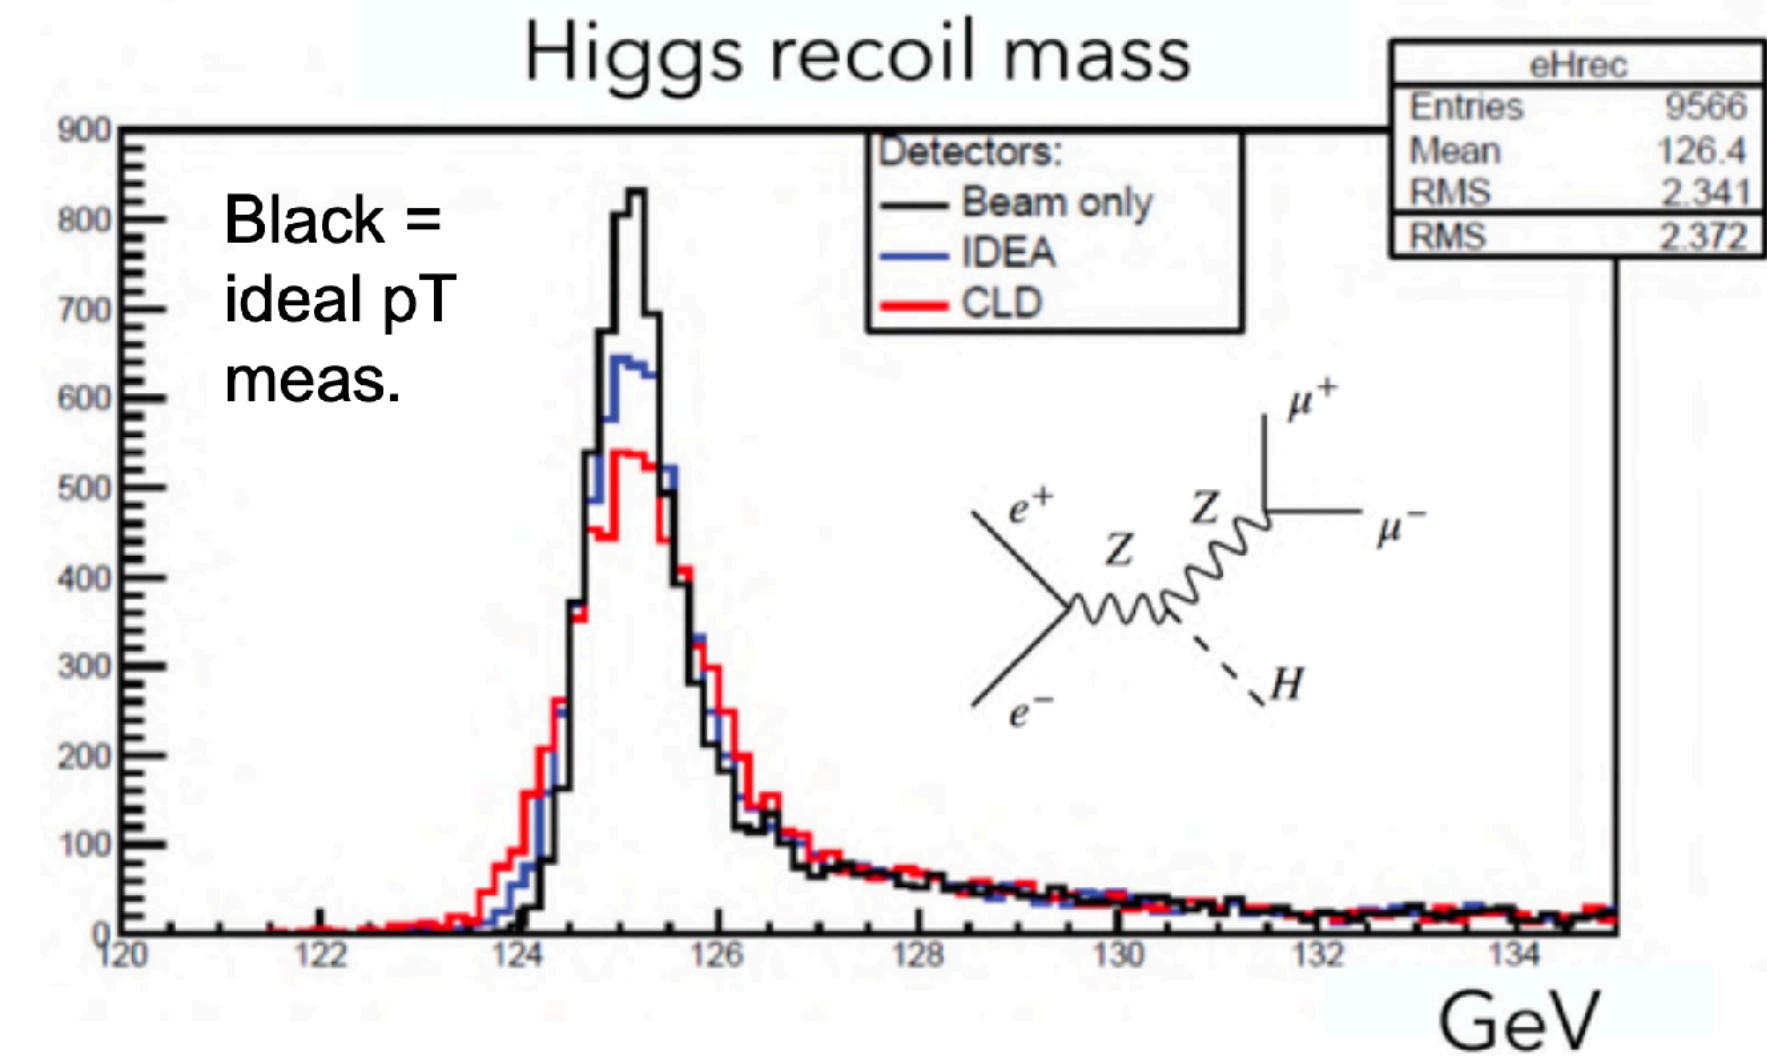 Higgs recoil mass
eHrec
Entries 9566
Mean 126.4
RMS 2.341
RMS 2.372
Detectors:
Beam only
IDEA
CLD
Black =
ideal pT
meas.
900
800
700
600
500
400
300
200
100
0
μ+
e+
Z
Z
μ−
H
e−
120 122 124 126 128 130 132 134
GeV